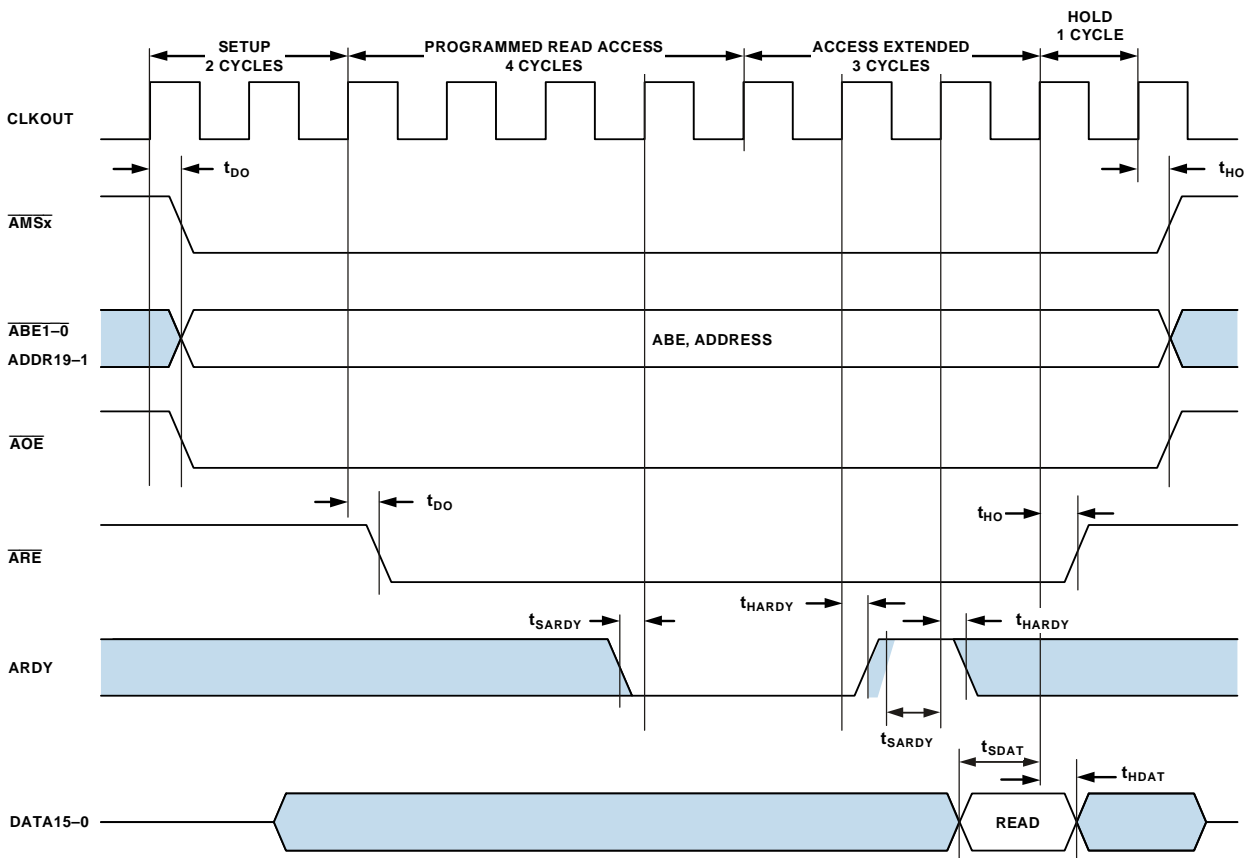 SETUP
2 CYCLES
PROGRAMMED READ ACCESS
4 CYCLES
ACCESS EXTENDED
3 CYCLES
HOLD
1 CYCLE
CLKOUT
tDO
tHO
AMSx
ABE1–0
ADDR19–1
ABE, ADDRESS
AOE
tDO
tHO
ARE
tSARDY
tHARDY
tHARDY
ARDY
tSARDY
tSDAT
tHDAT
DATA15–0
READ